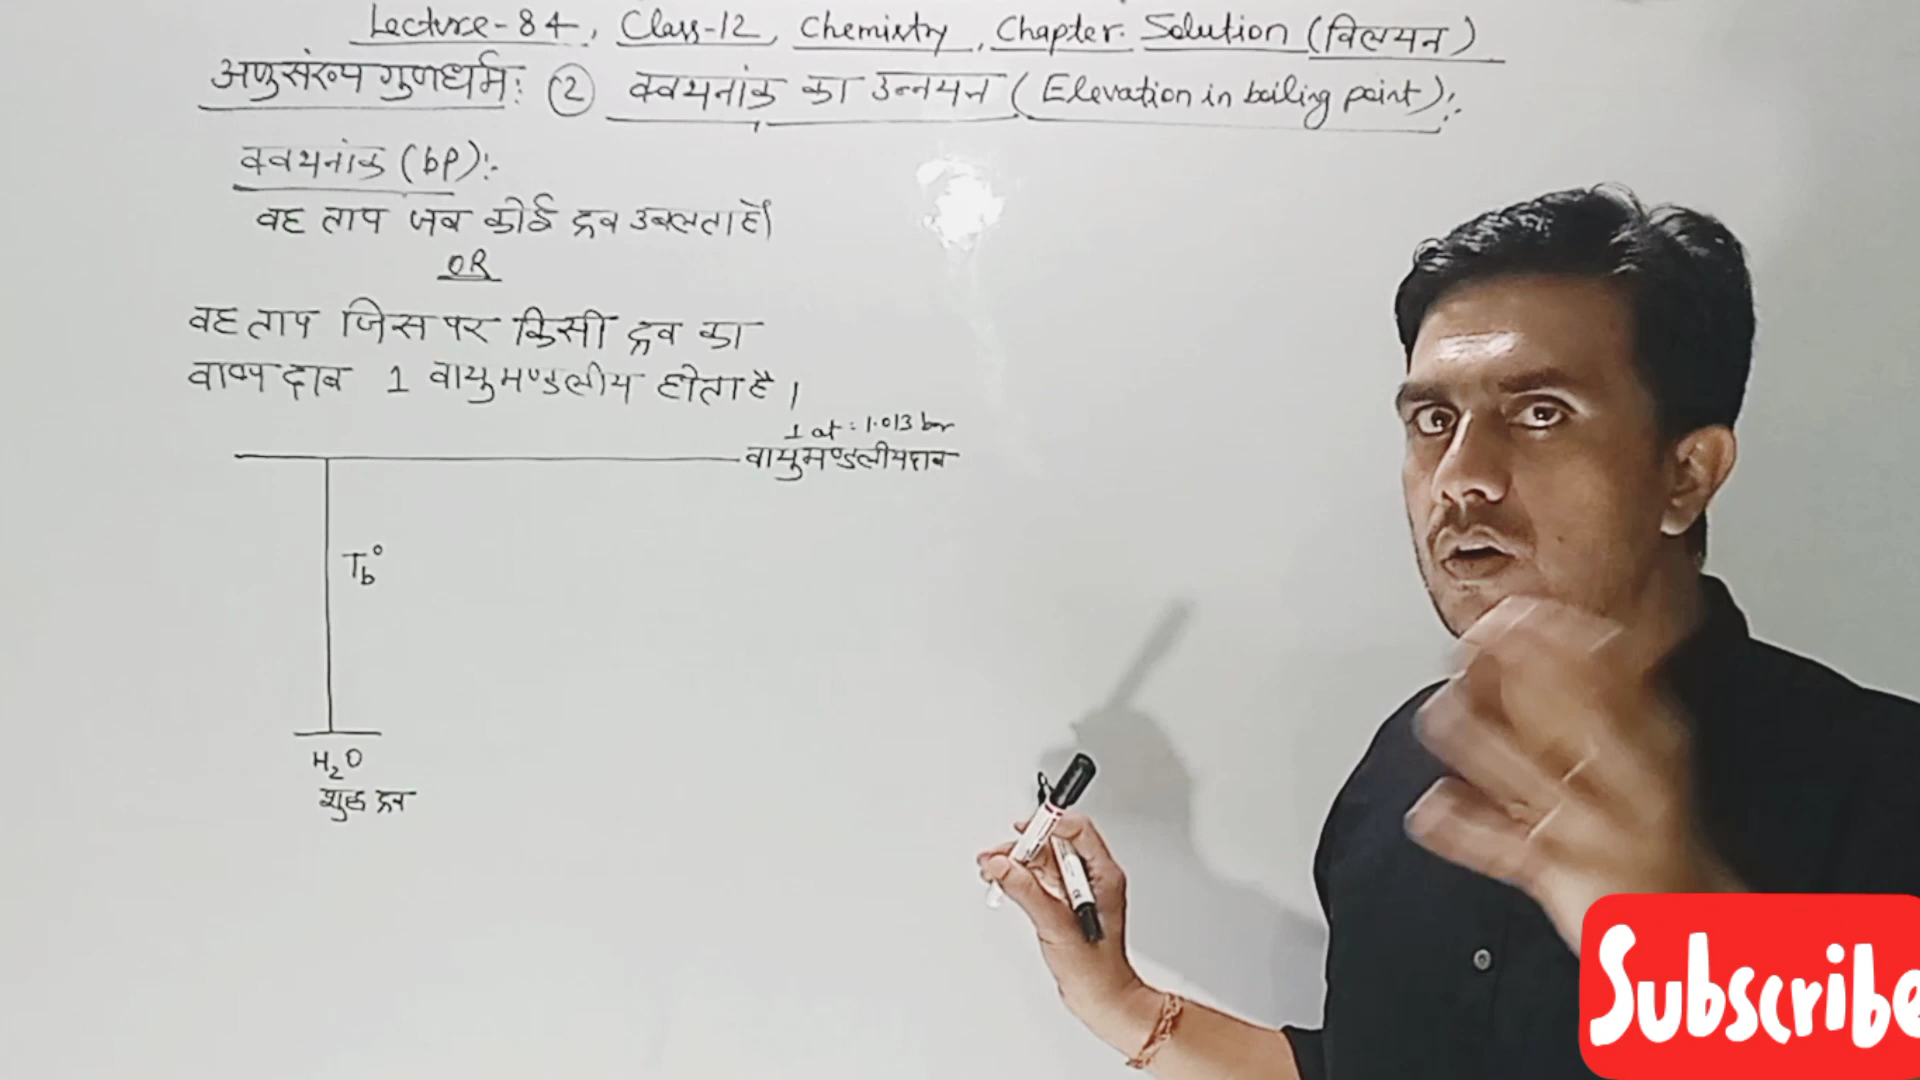 Lecture-84, Class-12, Chemistry, Chapter. Solution (विलयन)
अणुसंख्य गुणधर्म: (2) क्वथनांक का उन्नयन (Elevation in boiling point):
क्वथनांक (bP):-
वह ताप जब कोई द्रव उबलता है।
OR
वह ताप जिस पर किसी द्रव का
वाष्प दाब 1 वायुमण्डलीय होता है।
1 at = 1.013 bar
वायुमण्डलीय दाब
T_b°
H₂O
शुद्ध द्रव
Subscribe